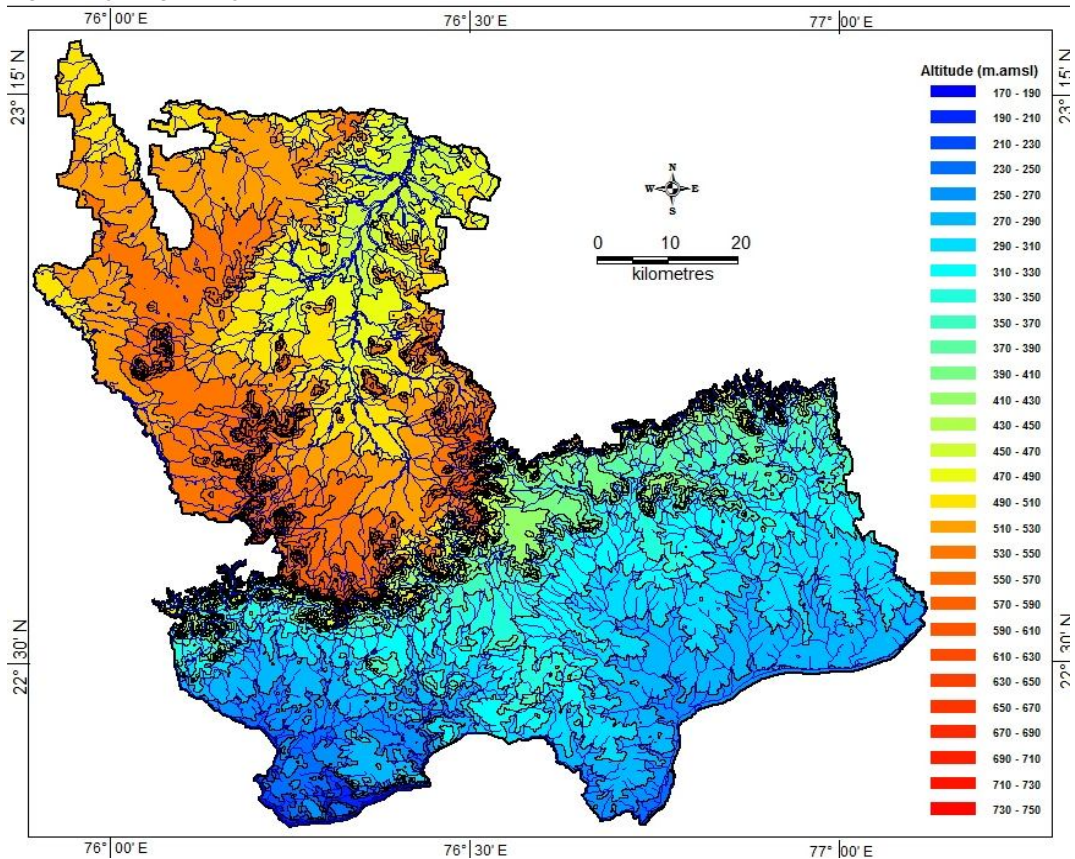 76° 00' E
76° 30' E
77° 00' E
23° 15' N
23° 15' N
Altitude (m.amsl)
170 - 190
190 - 210
210 - 230
230 - 250
250 - 270
270 - 290
290 - 310
310 - 330
330 - 350
350 - 370
370 - 390
390 - 410
410 - 430
430 - 450
450 - 470
470 - 490
490 - 510
510 - 530
530 - 550
550 - 570
570 - 590
590 - 610
610 - 630
630 - 650
650 - 670
670 - 690
690 - 710
710 - 730
730 - 750
N
W E
S
0 10 20
kilometres
22° 30' N
22° 30' N
76° 00' E
76° 30' E
77° 00' E